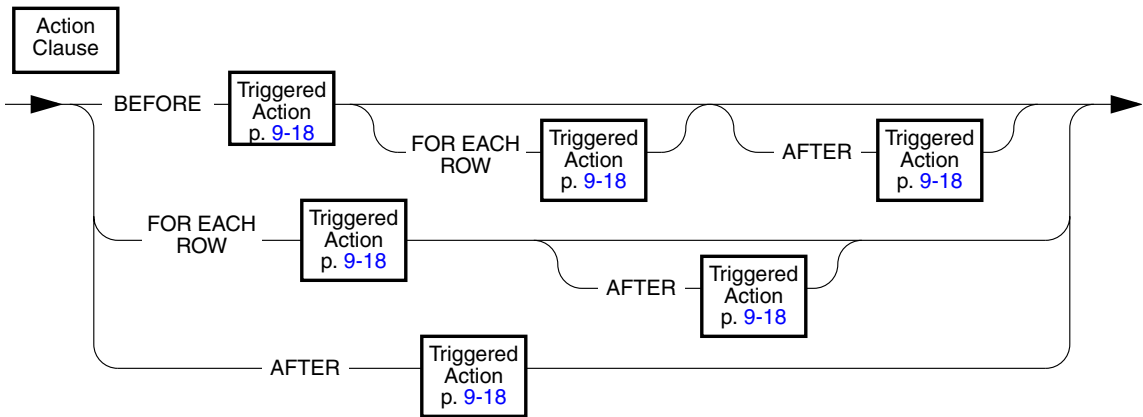 Action
Clause
BEFORE
Triggered
Action
p. 9-18
FOR EACH
ROW
Triggered
Action
p. 9-18
AFTER
Triggered
Action
p. 9-18
FOR EACH
ROW
Triggered
Action
p. 9-18
AFTER
Triggered
Action
p. 9-18
AFTER
Triggered
Action
p. 9-18